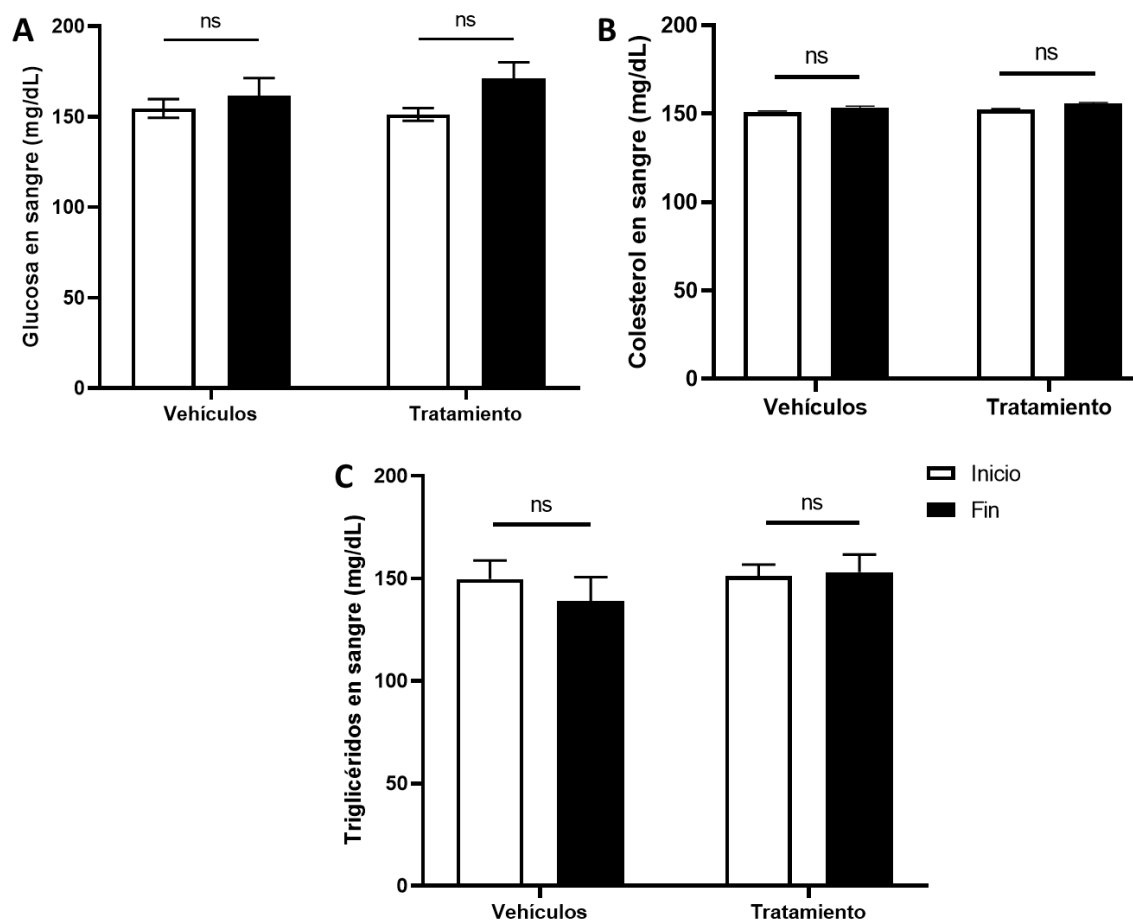 A
Glucosa en sangre (mg/dL)
200
150
100
50
0
ns
ns
Vehículos
Tratamiento
B
Colesterol en sangre (mg/dL)
200
150
100
50
0
ns
ns
Vehículos
Tratamiento
C
Triglicéridos en sangre (mg/dL)
200
150
100
50
0
ns
ns
Vehículos
Tratamiento
Inicio
Fin